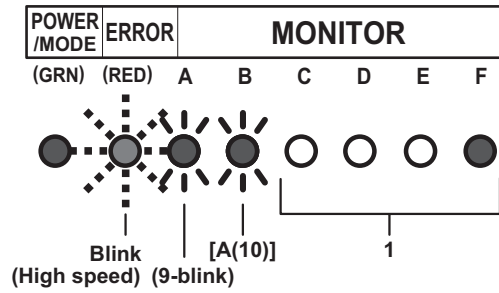 POWER
/MODE ERROR MONITOR
(GRN) (RED) A B C D E F
Blink [A(10)] 1
(High speed) (9-blink)